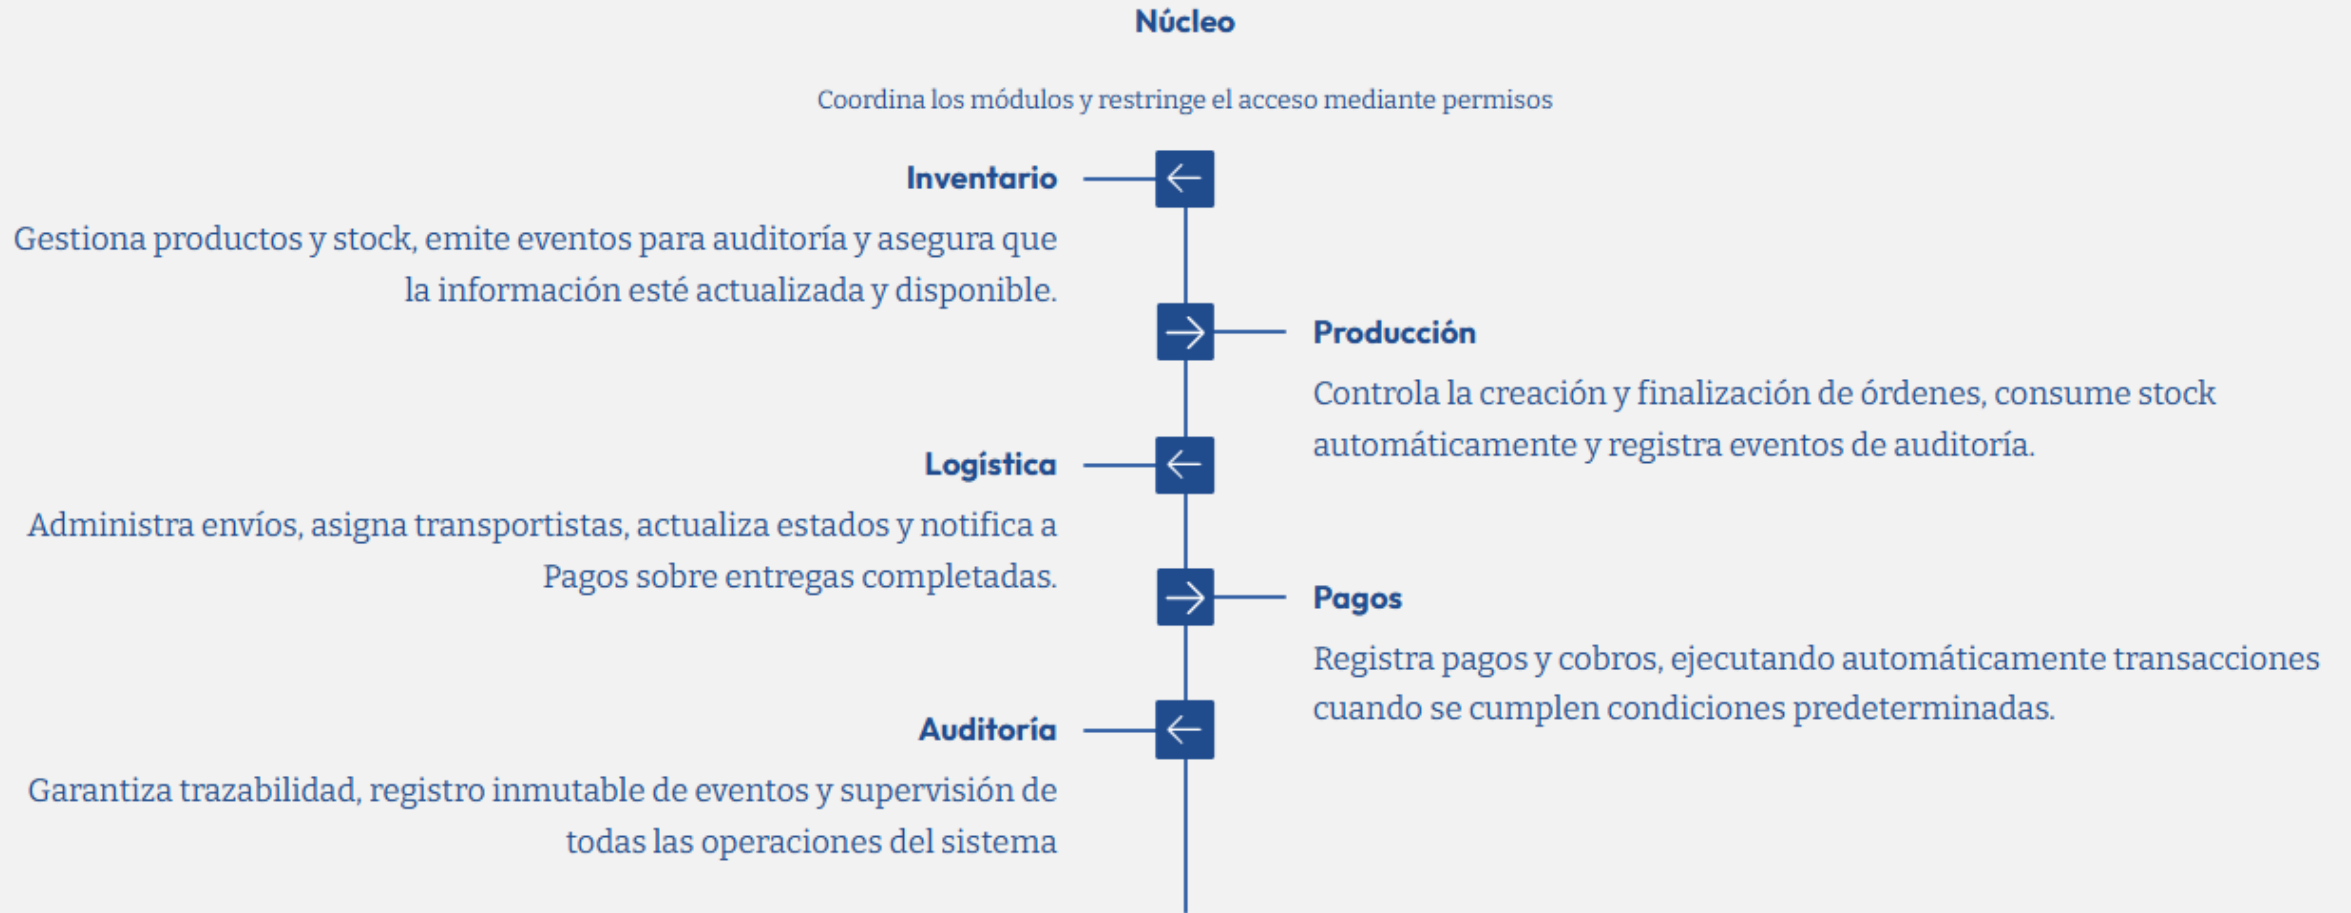 Núcleo
Coordina los módulos y restringe el acceso mediante permisos
Inventario
Gestiona productos y stock, emite eventos para auditoría y asegura que
la información esté actualizada y disponible.
Producción
Controla la creación y finalización de órdenes, consume stock
automáticamente y registra eventos de auditoría.
Logística
Administra envíos, asigna transportistas, actualiza estados y notifica a
Pagos sobre entregas completadas.
Pagos
Registra pagos y cobros, ejecutando automáticamente transacciones
cuando se cumplen condiciones predeterminadas.
Auditoría
Garantiza trazabilidad, registro inmutable de eventos y supervisión de
todas las operaciones del sistema